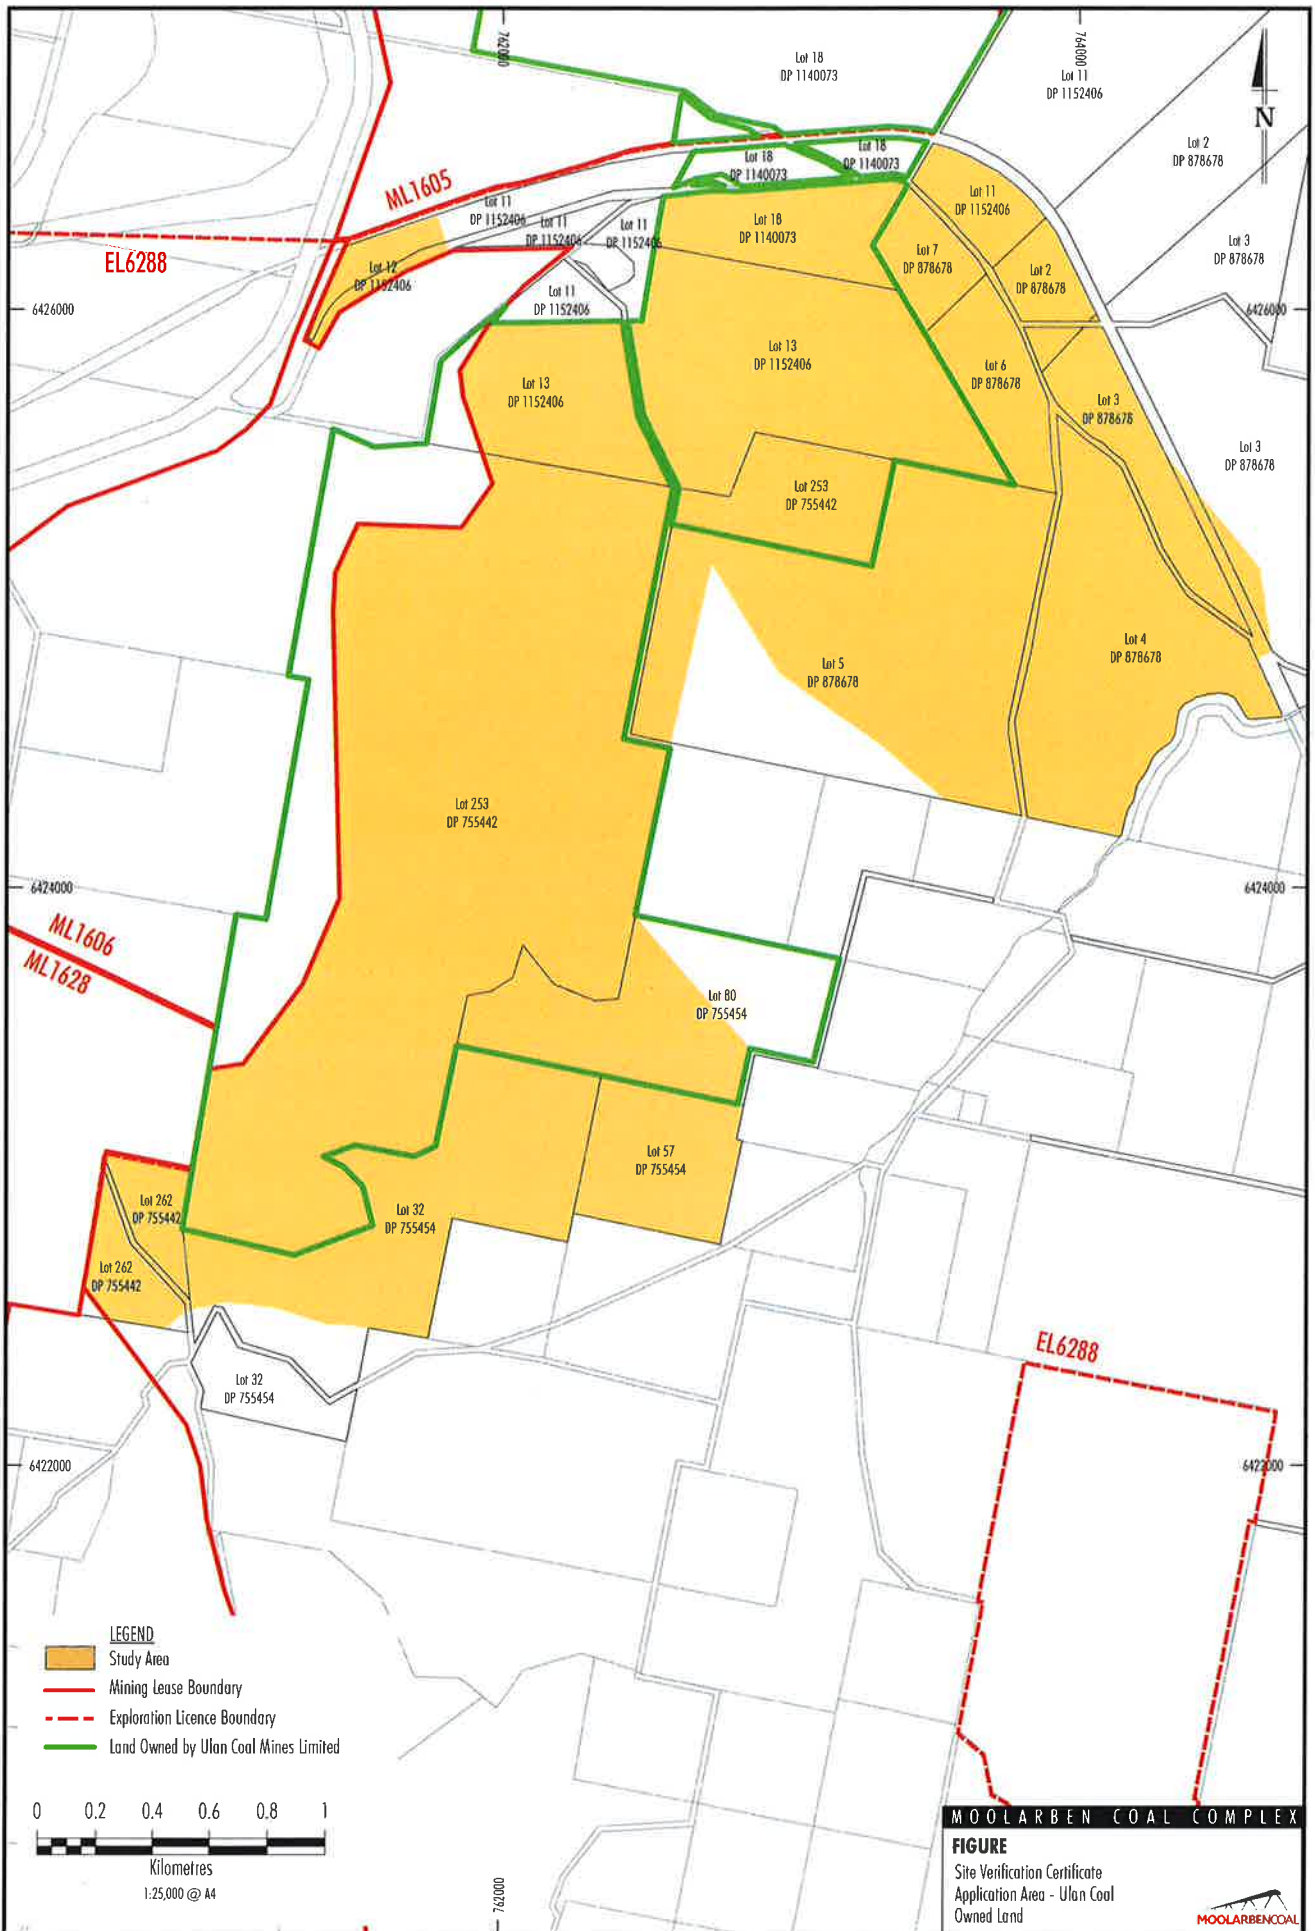 762000
764000
Lot 18
DP 1140073
Lot 11
DP 1152406
N
Lot 2
DP 878678
Lot 18
DP 1140073
Lot 18
DP 1140073
ML1605
Lot 11
DP 1152406
Lot 11
DP 1152406
Lot 11
DP 1152406
Lot 18
DP 1140073
Lot 11
DP 1152406
Lot 7
DP 878678
Lot 2
DP 878678
Lot 3
DP 878678
EL6288
Lot 12
DP 1152406
Lot 11
DP 1152406
6426000
6426000
Lot 13
DP 1152406
Lot 13
DP 1152406
Lot 6
DP 878678
Lot 3
DP 878678
Lot 3
DP 878678
Lot 253
DP 755442
Lot 5
DP 878678
Lot 4
DP 878678
Lot 253
DP 755442
6424000
6424000
ML1606
ML1628
Lot 80
DP 755454
Lot 57
DP 755454
Lot 262
DP 755442
Lot 32
DP 755454
Lot 262
DP 755442
Lot 32
DP 755454
EL6288
6422000
6422000
LEGEND
Study Area
Mining Lease Boundary
Exploration Licence Boundary
Land Owned by Ulan Coal Mines Limited
0 0.2 0.4 0.6 0.8 1
Kilometres
1:25,000 @ A4
762000
MOOLARBEN COAL COMPLEX
FIGURE
Site Verification Certificate
Application Area - Ulan Coal
Owned Land
MOOLARBENCOAL